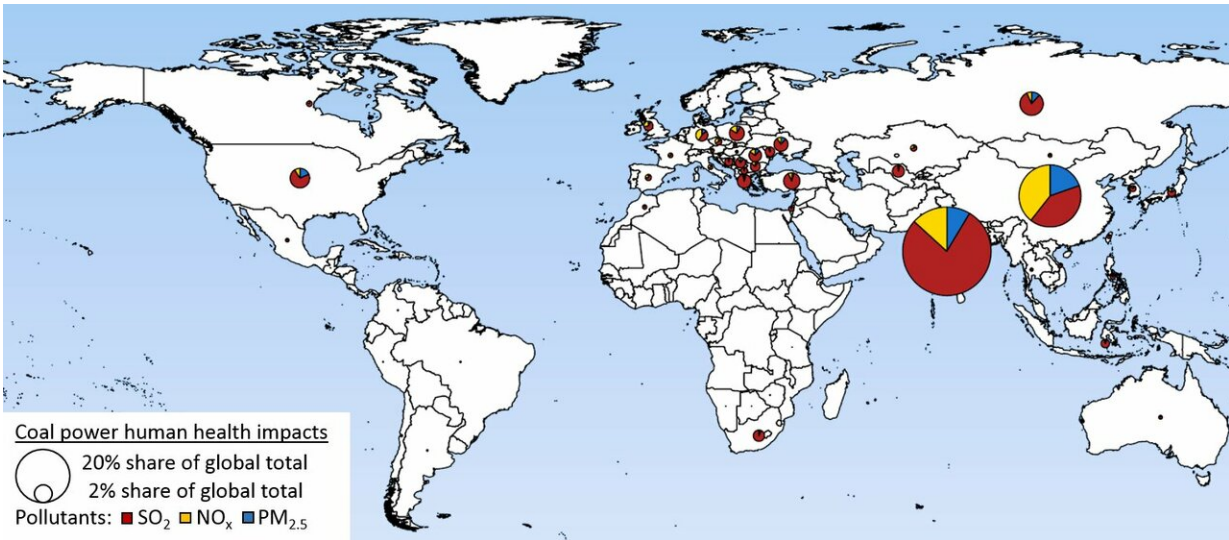 Coal power human health impacts
20% share of global total
2% share of global total
Pollutants: SO₂ NOₓ PM₂.₅